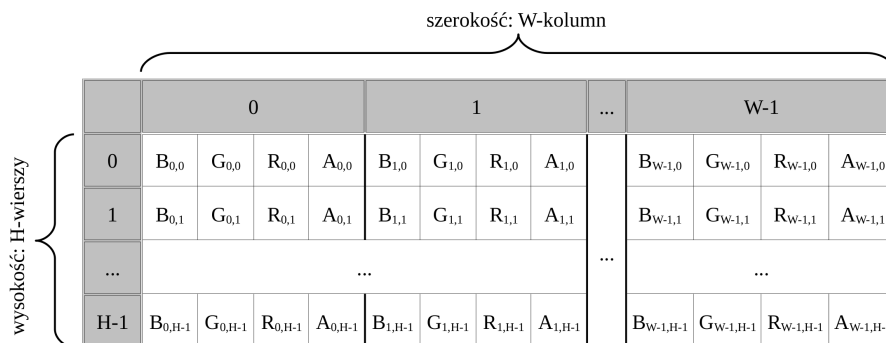 szerokość: W-kolumn
0 1 ... W-1
wysokość: H-wierszy
0 B0,0 G0,0 R0,0 A0,0 B1,0 G1,0 R1,0 A1,0 BW-1,0 GW-1,0 RW-1,0 AW-1,0
1 B0,1 G0,1 R0,1 A0,1 B1,1 G1,1 R1,1 A1,1 ... BW-1,1 GW-1,1 RW-1,1 AW-1,1
... ... ...
H-1 B0,H-1 G0,H-1 R0,H-1 A0,H-1 B1,H-1 G1,H-1 R1,H-1 A1,H-1 BW-1,H-1 GW-1,H-1 RW-1,H-1 AW-1,H-